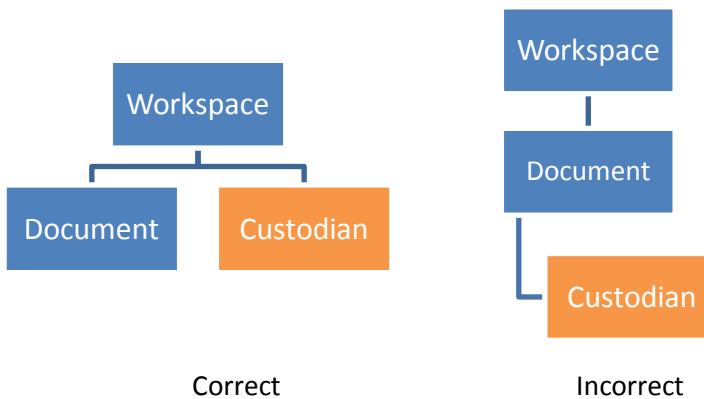 Workspace
Document
Custodian
Correct
Workspace
Document
Custodian
Incorrect